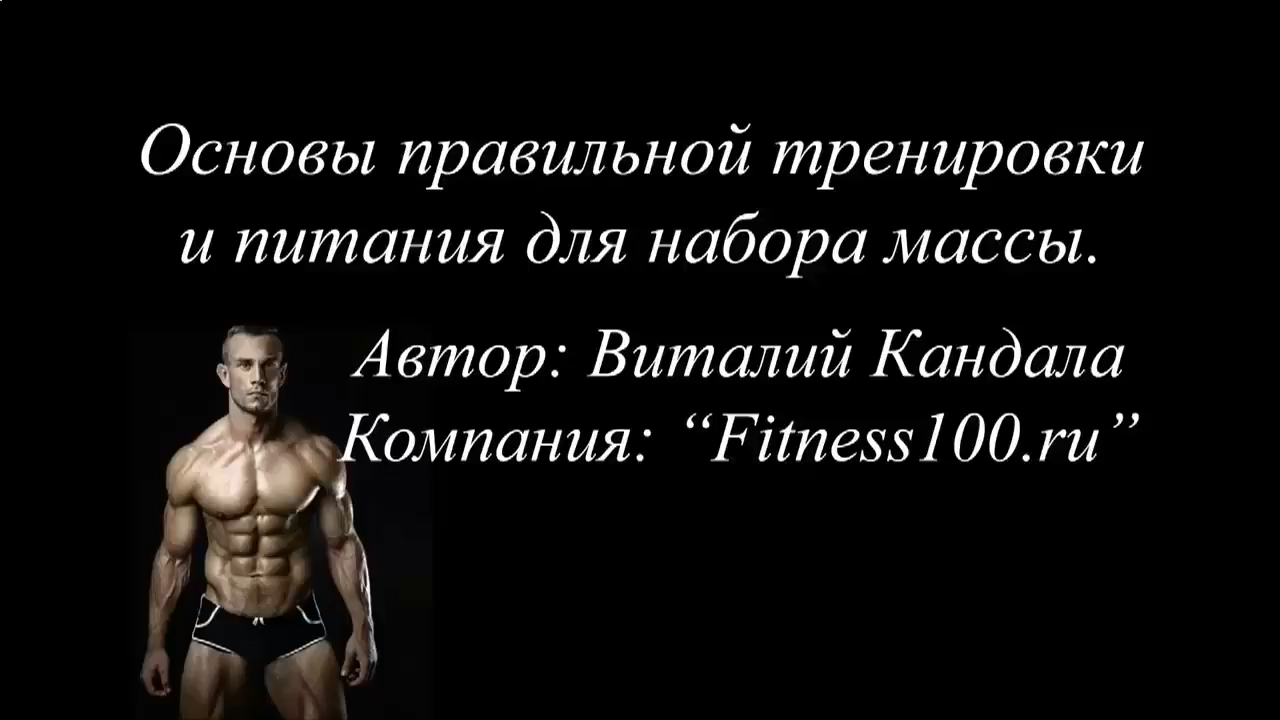 Основы правильной тренировки
и питания для набора массы.
Автор: Виталий Кандала
Компания: “Fitness100.ru”